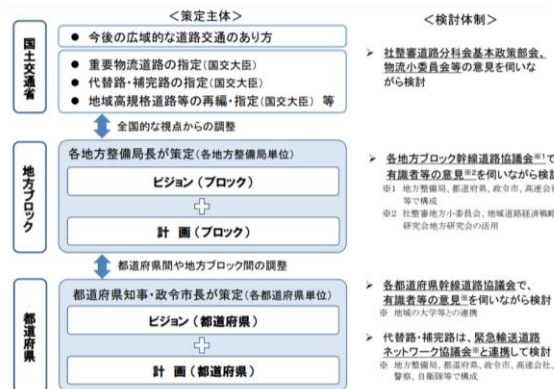 ＜策定主体＞
＜検討体制＞
国土交通省
● 今後の広域的な道路交通のあり方
● 重要物流道路の指定(国交大臣)
● 代替路・補完路の指定(国交大臣)
● 地域高規格道路等の再編・指定(国交大臣) 等
➢ 社整審道路分科会基本政策部会、
物流小委員会等の意見を伺いな
がら検討
全国的な視点からの調整
地方ブロック
各地方整備局長が策定(各地方整備局単位)
ビジョン(ブロック)
計 画(ブロック)
➢ 各地方ブロック幹線道路協議会※1で
有識者等の意見※2を伺いながら検討
※1 地方整備局、都道府県、政令市、高速会社
等で構成
※2 社整審地方小委員会、地域道路経済戦略
研究会地方研究会の活用
都道府県間や地方ブロック間の調整
都道府県
都道府県知事・政令市長が策定(各都道府県単位)
ビジョン(都道府県)
計 画(都道府県)
➢ 各都道府県幹線道路協議会で、
有識者等の意見※を伺いながら検討
※ 地域の大学等との連携
➢ 代替路・補完路は、緊急輸送道路
ネットワーク協議会※と連携して検討
※ 地方整備局、都道府県、政令市、高速会社、
警察、自衛隊等で構成